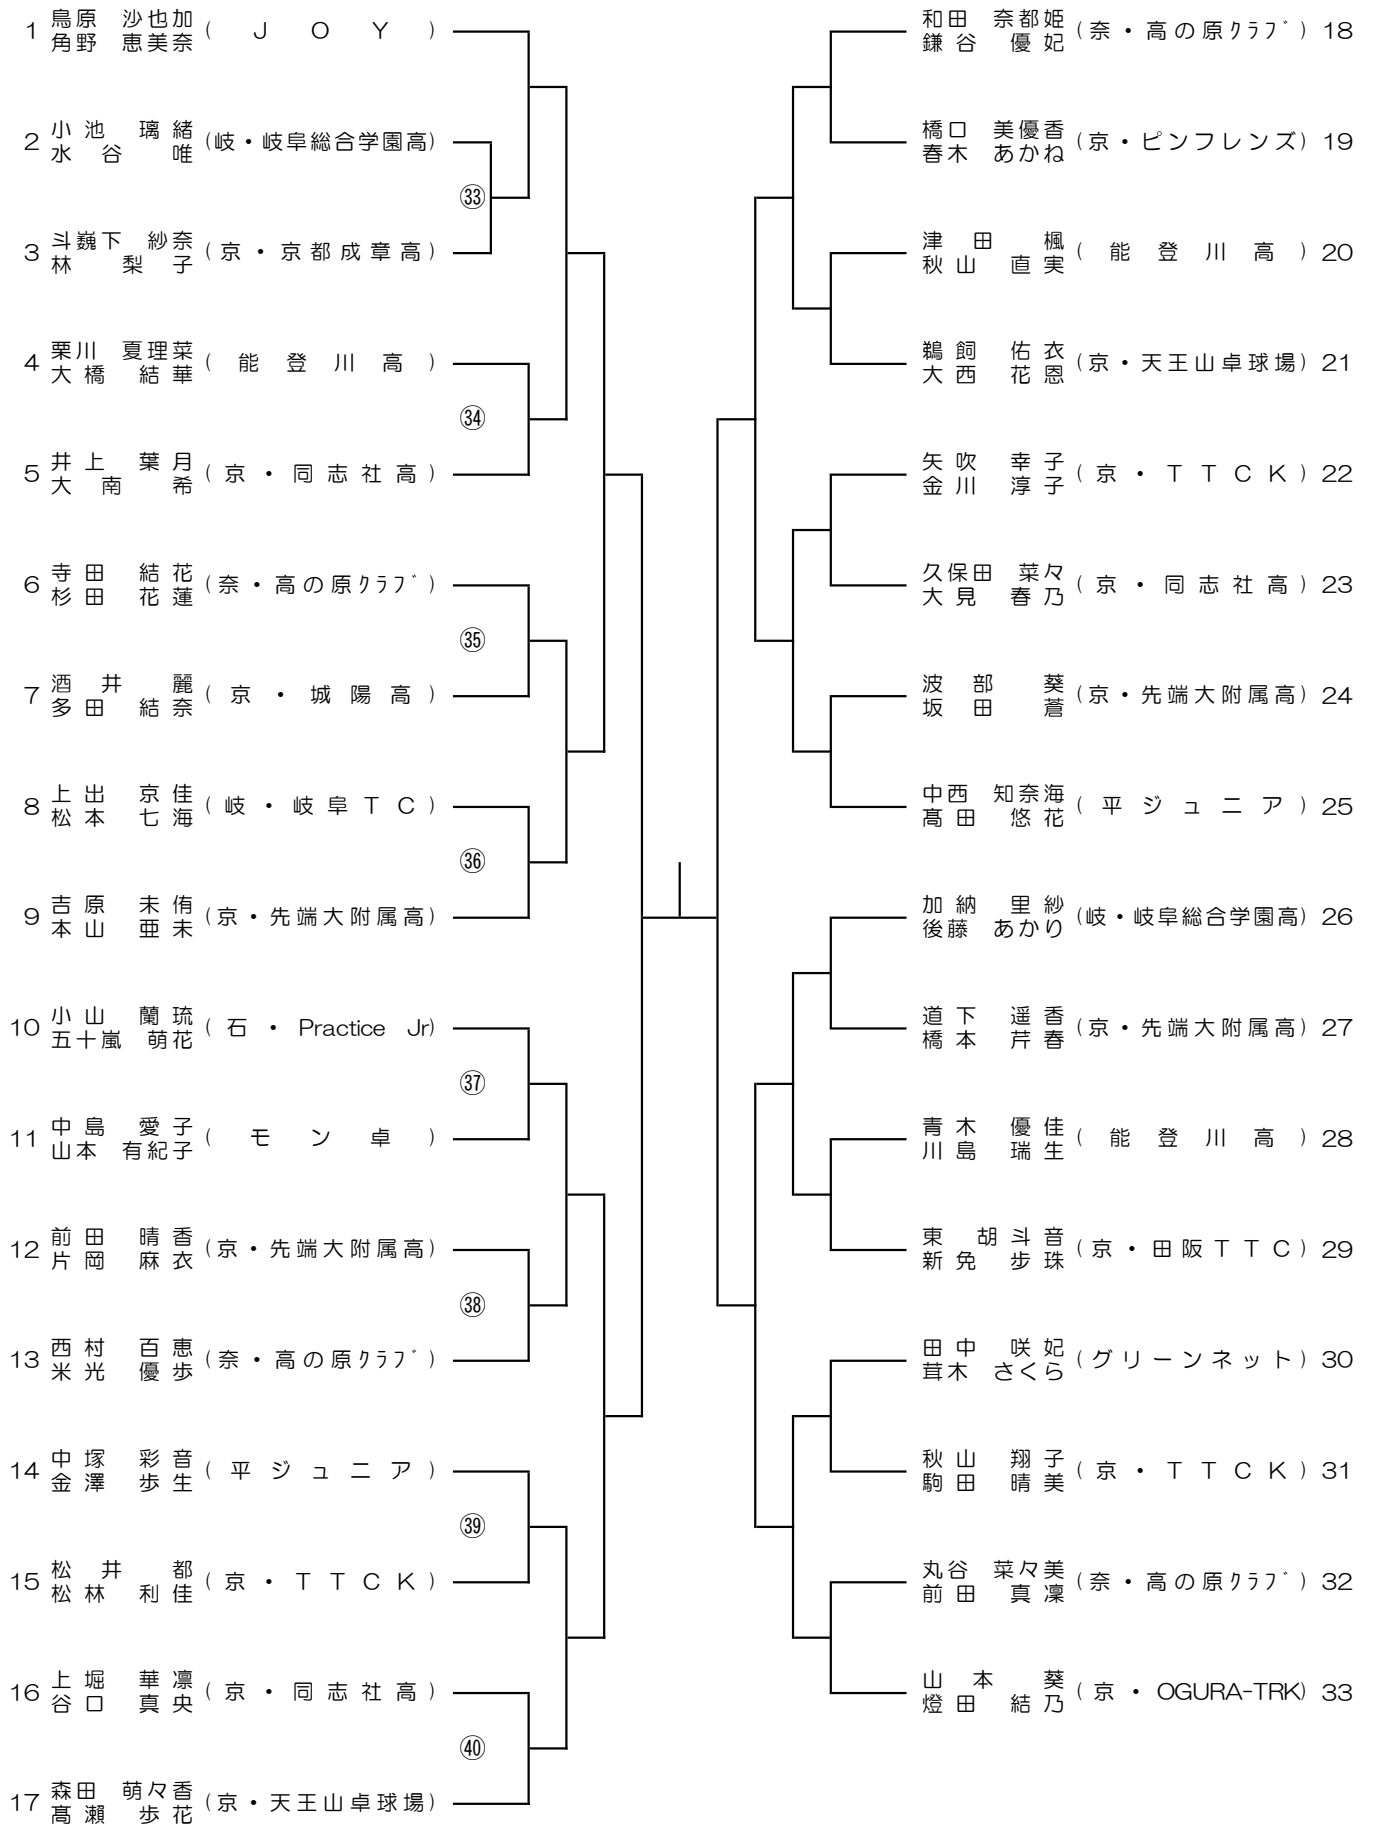 1 鳥原 沙也加 ( J O Y )
角野 恵美奈
2 小池 璃緒 (岐・岐阜総合学園高)
水谷 唯
㉝
3 斗巍下 紗奈 (京・京都成章高)
林 梨子
4 栗川 夏理菜 ( 能登川高 )
大橋 結華
㉞
5 井上 葉月 (京・同志社高)
大南 希
6 寺田 結花 (奈・高の原ｸﾗﾌﾞ)
杉田 花蓮
㉟
7 酒井 麗 (京・城陽高)
多田 結奈
8 上出 京佳 (岐・岐阜TC)
松本 七海
㊱
9 吉原 未侑 (京・先端大附属高)
本山 亜未
10 小山 蘭琉 (石・Practice Jr)
五十嵐 萌花
㊲
11 中島 愛子 ( モン卓 )
山本 有紀子
12 前田 晴香 (京・先端大附属高)
片岡 麻衣
㊳
13 西村 百恵 (奈・高の原ｸﾗﾌﾞ)
米光 優歩
14 中塚 彩音 (平ジュニア)
金澤 歩生
㊴
15 松井 都 (京・TTCK)
松林 利佳
16 上堀 華凛 (京・同志社高)
谷口 真央
㊵
17 森田 萌々香 (京・天王山卓球場)
髙瀬 歩花
和田 奈都姫 (奈・高の原ｸﾗﾌﾞ) 18
鎌谷 優妃
橋口 美優香 (京・ピンフレンズ) 19
春木 あかね
津田 楓 ( 能登川高 ) 20
秋山 直実
鵜飼 佑衣 (京・天王山卓球場) 21
大西 花恩
矢吹 幸子 (京・TTCK) 22
金川 淳子
久保田 菜々 (京・同志社高) 23
大見 春乃
波部 葵 (京・先端大附属高) 24
坂田 蒼
中西 知奈海 (平ジュニア) 25
髙田 悠花
加納 里紗 (岐・岐阜総合学園高) 26
後藤 あかり
道下 遥香 (京・先端大附属高) 27
橋本 芹春
青木 優佳 ( 能登川高 ) 28
川島 瑞生
東 胡斗音 (京・田阪TTC) 29
新免 歩珠
田中 咲妃 (グリーンネット) 30
茸木 さくら
秋山 翔子 (京・TTCK) 31
駒田 晴美
丸谷 菜々美 (奈・高の原ｸﾗﾌﾞ) 32
前田 真凜
山本 葵 (京・OGURA-TRK) 33
燈田 結乃